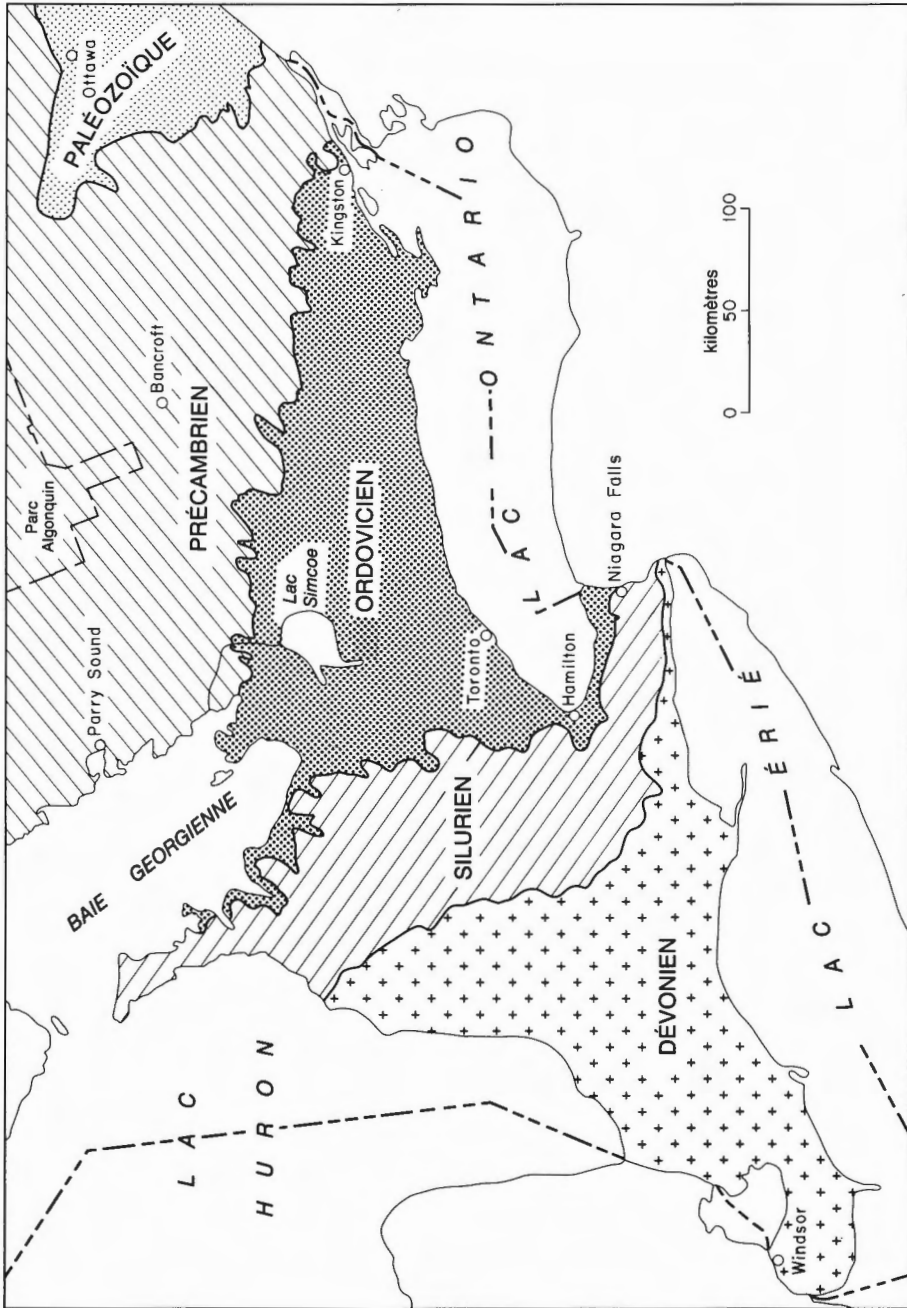 PALÉOZOÏQUE
Ottawa
Parc
Algonquin
Bancroft
Parry Sound
PRÉCAMBRIEN
Kingston
BAIE GEORGIENNE
Lac
Simcoe
ORDOVICIEN
LAC
HURON
Toronto
LAC ONTARIO
SILURIEN
Hamilton
Niagara Falls
DÉVONIEN
Windsor
LAC ÉRIÉ
kilomètres
0 50 100